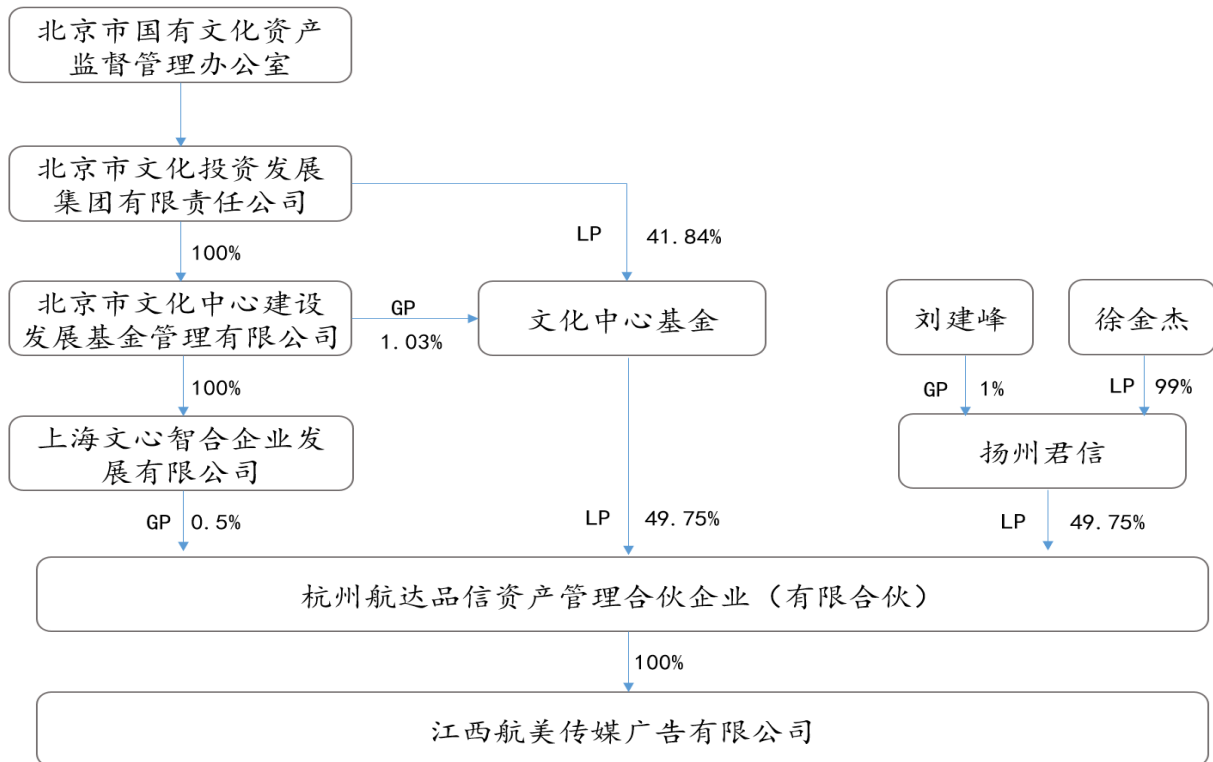 北京市国有文化资产
监督管理办公室
北京市文化投资发展
集团有限责任公司
LP 41.84%
100%
北京市文化中心建设
发展基金管理有限公司
GP
1.03%
文化中心基金
刘建峰
徐金杰
100%
GP 1%
LP 99%
上海文心智合企业发
展有限公司
扬州君信
GP 0.5%
LP 49.75%
LP 49.75%
杭州航达品信资产管理合伙企业（有限合伙）
100%
江西航美传媒广告有限公司